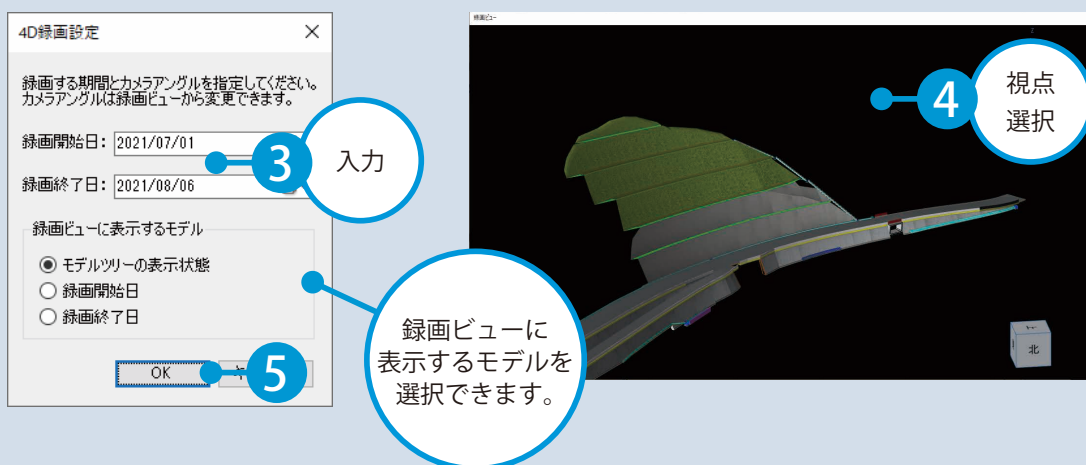 4D録画設定
録画する期間とカメラアングルを指定してください。
カメラアングルは録画ビューから変更できます。
録画開始日: 2021/07/01
録画終了日: 2021/08/06
3
入力
録画ビューに表示するモデル
モデルツリーの表示状態
録画開始日
録画終了日
OK
5
録画ビューに
表示するモデルを
選択できます。
録画ビュー
4
視点
選択
北